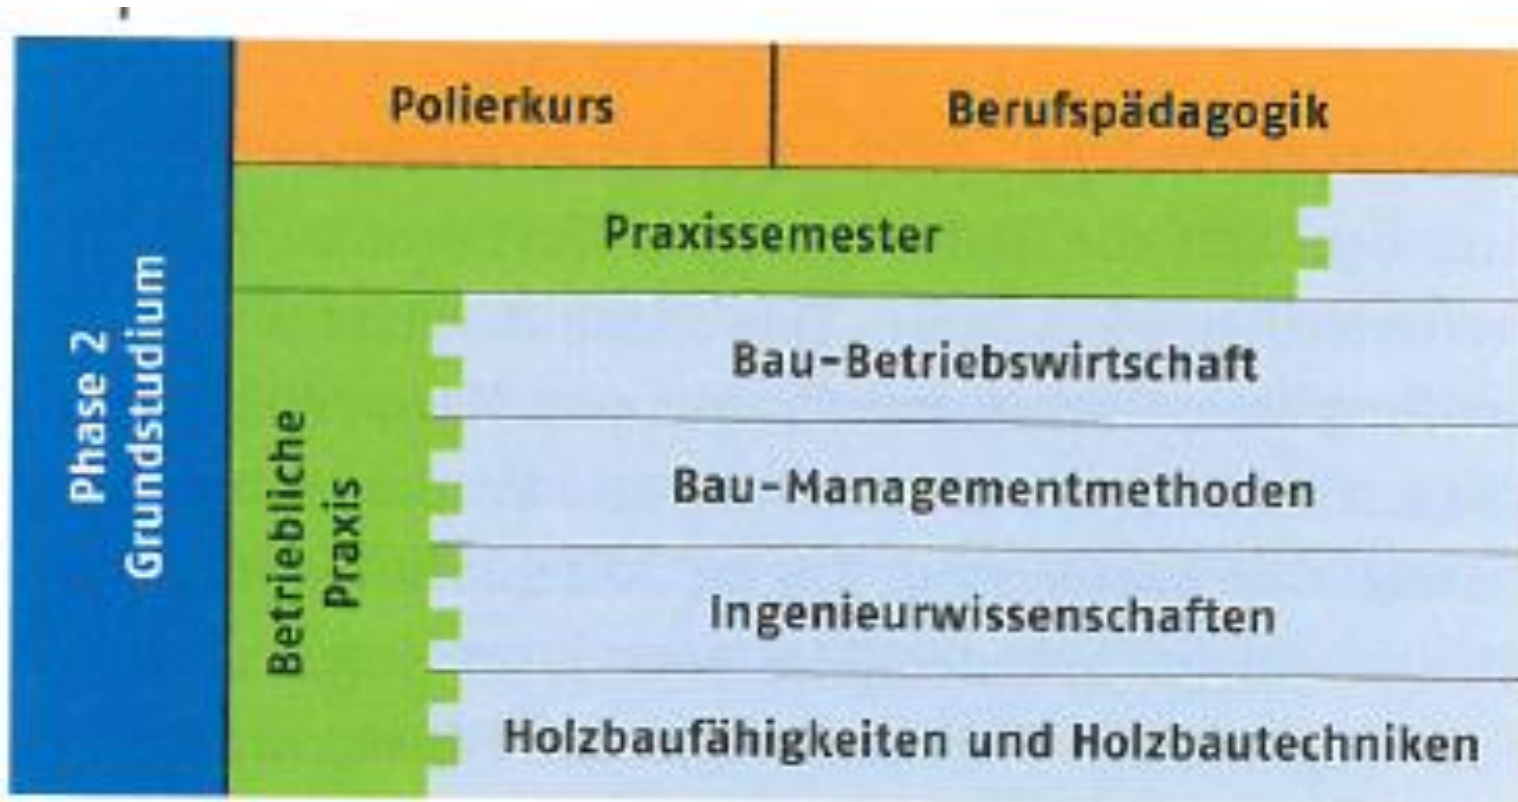 Polierkurs
Berufspädagogik
Praxissemester
Phase 2
Grundstudium
Betriebliche
Praxis
Bau-Betriebswirtschaft
Bau-Managementmethoden
Ingenieurwissenschaften
Holzbaufähigkeiten und Holzbautechniken